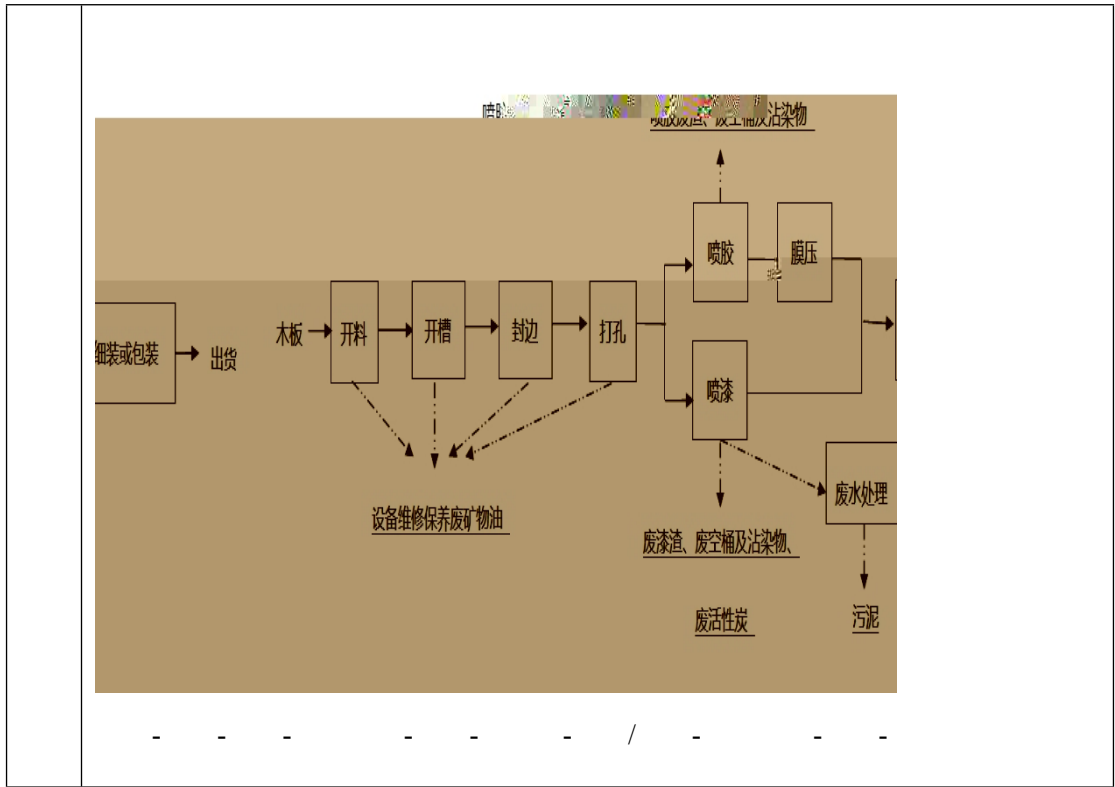 喷胶
喷胶废渣、废空桶及沾染物
喷胶
膜压
木板
开料
开槽
封边
打孔
细装或包装
出货
喷漆
废水处理
设备维修保养废矿物油
废漆渣、废空桶及沾染物、
废活性炭
污泥
- - - - - - / - - -